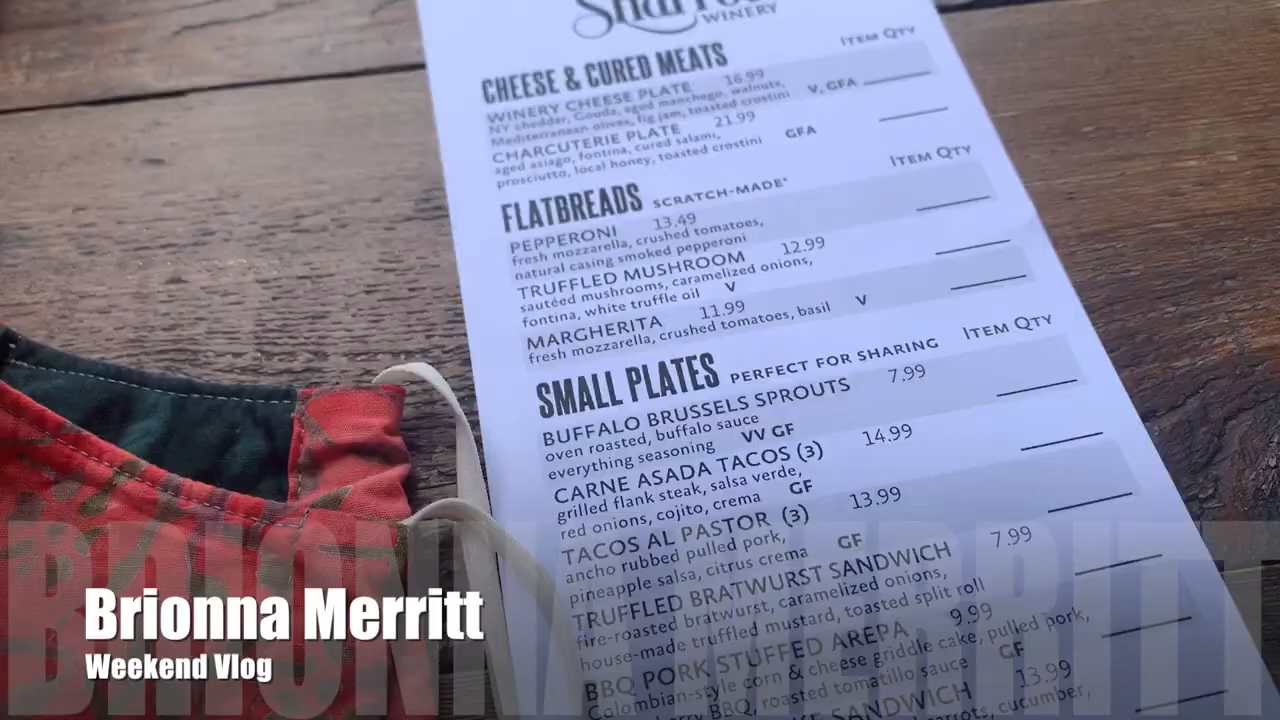 WINERY
CHEESE & CURED MEATS ITEM QTY
WINERY CHEESE PLATE 16.99
NY cheddar, Gouda, aged manchego, walnuts, V, GFA
Mediterranean olives, fig jam, toasted crostini
CHARCUTERIE PLATE 21.99
aged asiago, fontina, cured salami, GFA
prosciutto, local honey, toasted crostini
FLATBREADS SCRATCH-MADE* ITEM QTY
PEPPERONI 13.49
fresh mozzarella, crushed tomatoes,
natural casing smoked pepperoni
TRUFFLED MUSHROOM 12.99
sautéed mushrooms, caramelized onions,
fontina, white truffle oil V
MARGHERITA 11.99
fresh mozzarella, crushed tomatoes, basil V
SMALL PLATES PERFECT FOR SHARING ITEM QTY
BUFFALO BRUSSELS SPROUTS 7.99
oven roasted, buffalo sauce
everything seasoning VV GF
CARNE ASADA TACOS (3) 14.99
grilled flank steak, salsa verde,
red onions, cojito, crema GF
TACOS AL PASTOR (3) 13.99
ancho rubbed pulled pork,
pineapple salsa, citrus crema GF
TRUFFLED BRATWURST SANDWICH 7.99
fire-roasted bratwurst, caramelized onions,
house-made truffled mustard, toasted split roll
BBQ PORK STUFFED AREPA 9.99
Colombian-style corn & cheese griddle cake, pulled pork,
BBQ, roasted tomatillo sauce GF
SANDWICH 13.99
carrots, cucumber,
BRIONNA MERRITT
Brionna Merritt
Weekend Vlog